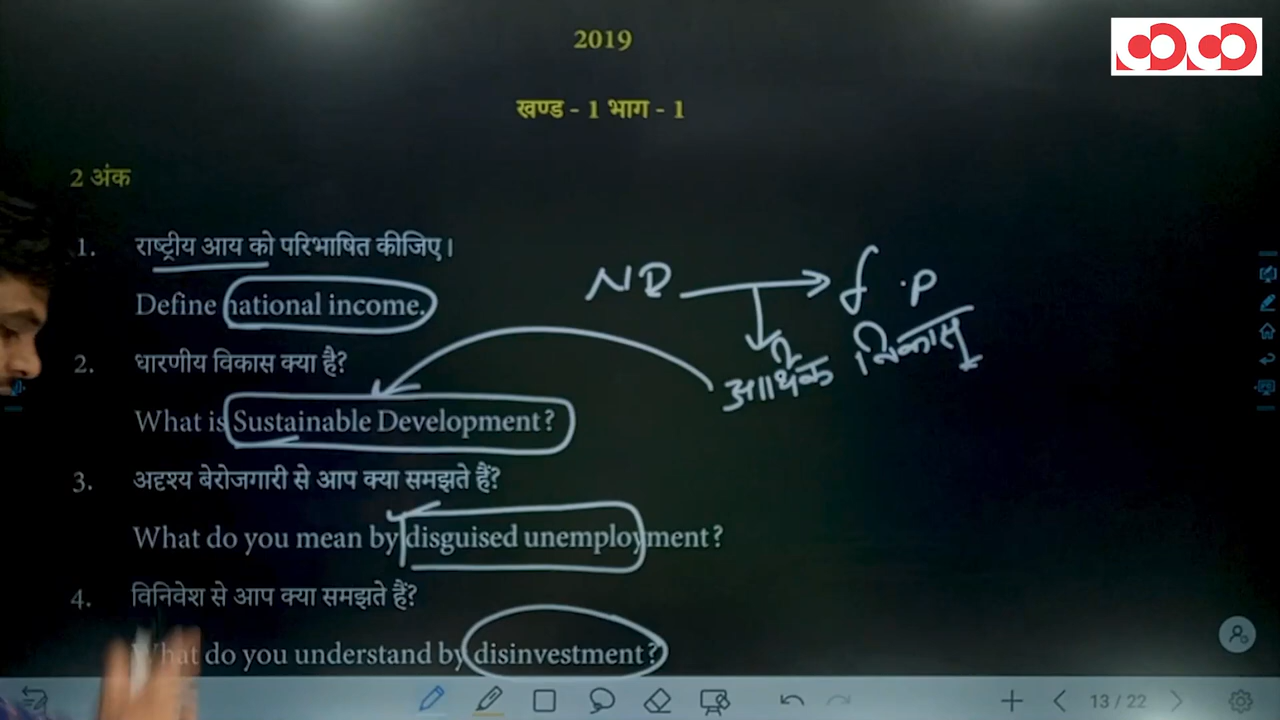 2019
खण्ड - 1 भाग - 1
2 अंक
1. राष्ट्रीय आय को परिभाषित कीजिए।
Define national income.
2. धारणीय विकास क्या है?
What is Sustainable Development?
3. अदृश्य बेरोजगारी से आप क्या समझते हैं?
What do you mean by disguised unemployment?
4. विनिवेश से आप क्या समझते हैं?
What do you understand by disinvestment?
NR
f.P
आर्थिक विकास
13 / 22